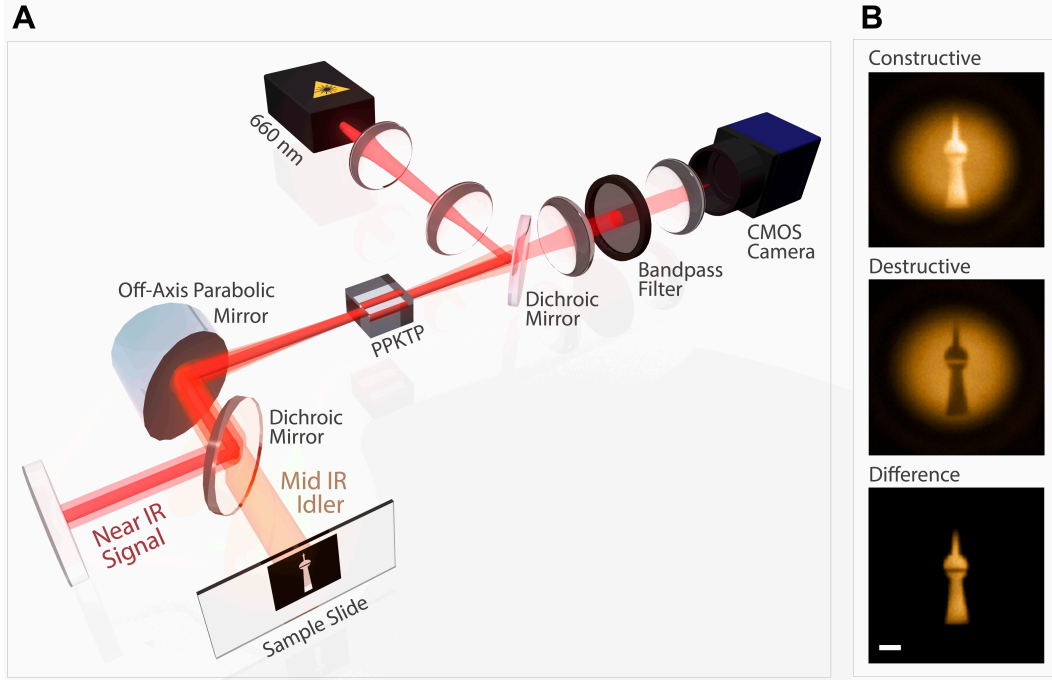 A
660 nm
CMOS
Camera
Bandpass
Filter
Dichroic
Mirror
Off-Axis Parabolic
Mirror
PPKTP
Dichroic
Mirror
Mid IR
Idler
Near IR
Signal
Sample Slide
B
Constructive
Destructive
Difference